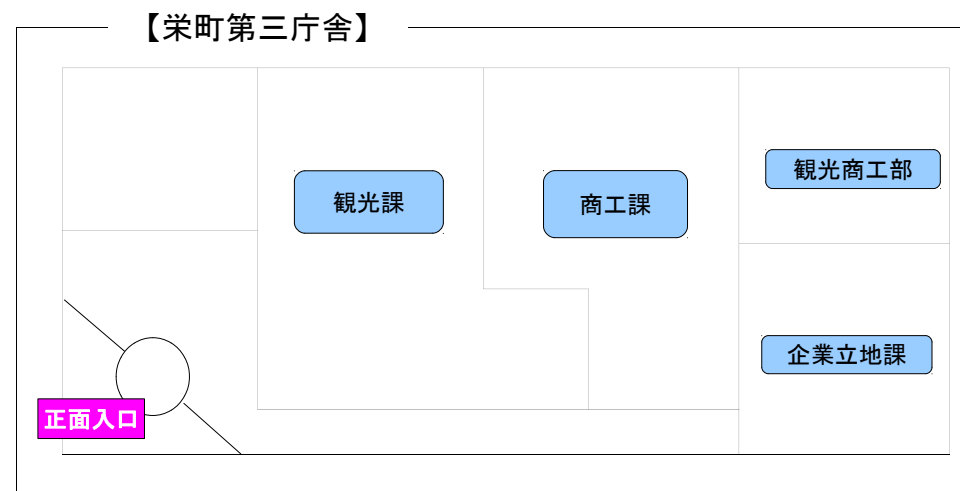 【栄町第三庁舎】
観光商工部
観光課
商工課
企業立地課
正面入口